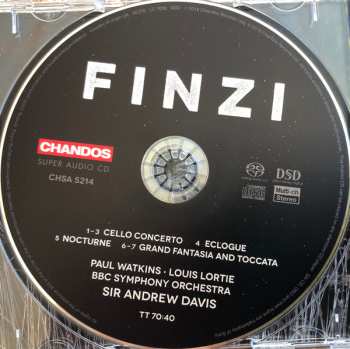 FINZI
CHANDOS
SUPER AUDIO CD
CHSA 5214
DSD
Multi-ch
Stereo
1–3 CELLO CONCERTO 4 ECLOGUE
5 NOCTURNE 6–7 GRAND FANTASIA AND TOCCATA
PAUL WATKINS · LOUIS LORTIE
BBC SYMPHONY ORCHESTRA
SIR ANDREW DAVIS
TT 70:40